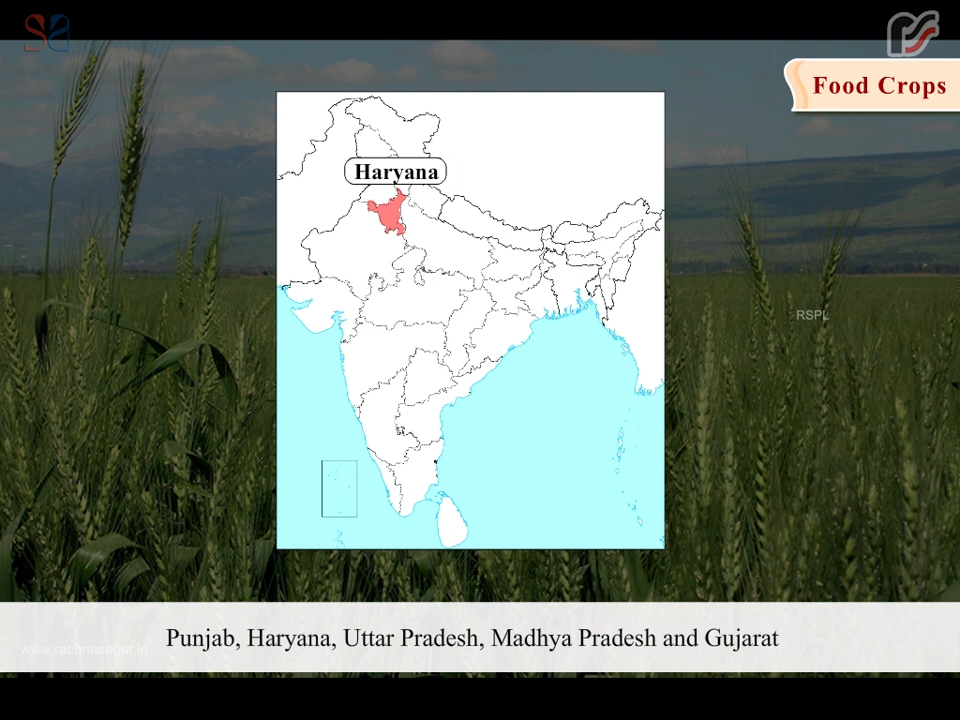 Food Crops
Haryana
RSPL
Punjab, Haryana, Uttar Pradesh, Madhya Pradesh and Gujarat
www.rachnasagar.in